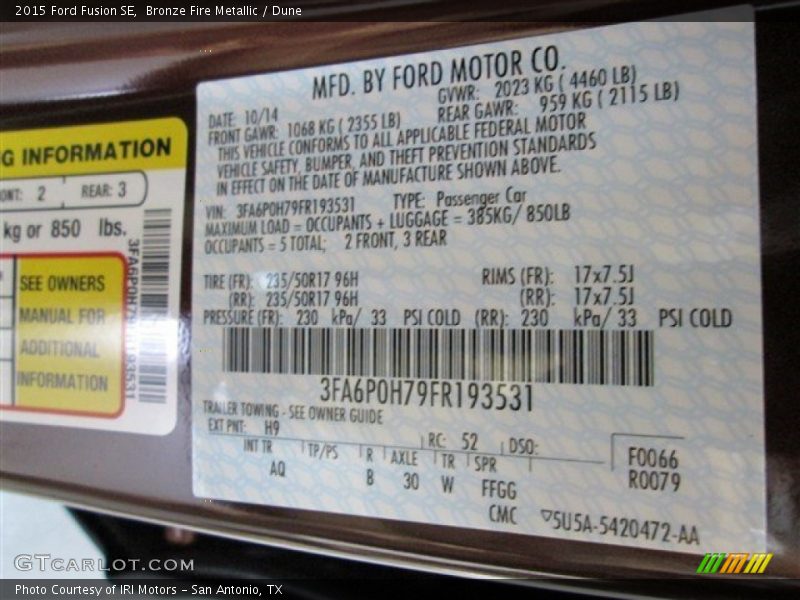 2015 Ford Fusion SE, Bronze Fire Metallic / Dune
MFD. BY FORD MOTOR CO.
DATE: 10/14 GVWR: 2023 KG ( 4460 LB)
FRONT GAWR: 1068 KG ( 2355 LB) REAR GAWR: 959 KG ( 2115 LB)
THIS VEHICLE CONFORMS TO ALL APPLICABLE FEDERAL MOTOR
VEHICLE SAFETY, BUMPER, AND THEFT PREVENTION STANDARDS
IN EFFECT ON THE DATE OF MANUFACTURE SHOWN ABOVE.
VIN: 3FA6P0H79FR193531 TYPE: Passenger Car
MAXIMUM LOAD = OCCUPANTS + LUGGAGE = 385KG/ 850LB
OCCUPANTS = 5 TOTAL; 2 FRONT, 3 REAR
TIRE (FR): 235/50R17 96H RIMS (FR): 17x7.5J
(RR): 235/50R17 96H (RR): 17x7.5J
PRESSURE (FR): 230 kPa/ 33 PSI COLD (RR): 230 kPa/ 33 PSI COLD
3FA6P0H79FR193531
TRAILER TOWING - SEE OWNER GUIDE
EXT PNT: H9 RC: 52 DSO:
INT TR TP/PS R AXLE TR SPR
AQ B 30 W FFGG
F0066
R0079
CMC 5U5A-5420472-AA
G INFORMATION
ONT: 2 REAR: 3
kg or 850 lbs.
SEE OWNERS
MANUAL FOR
ADDITIONAL
INFORMATION
3FA6P0H79FR193531
GTCarLot.com
Photo Courtesy of IRI Motors - San Antonio, TX